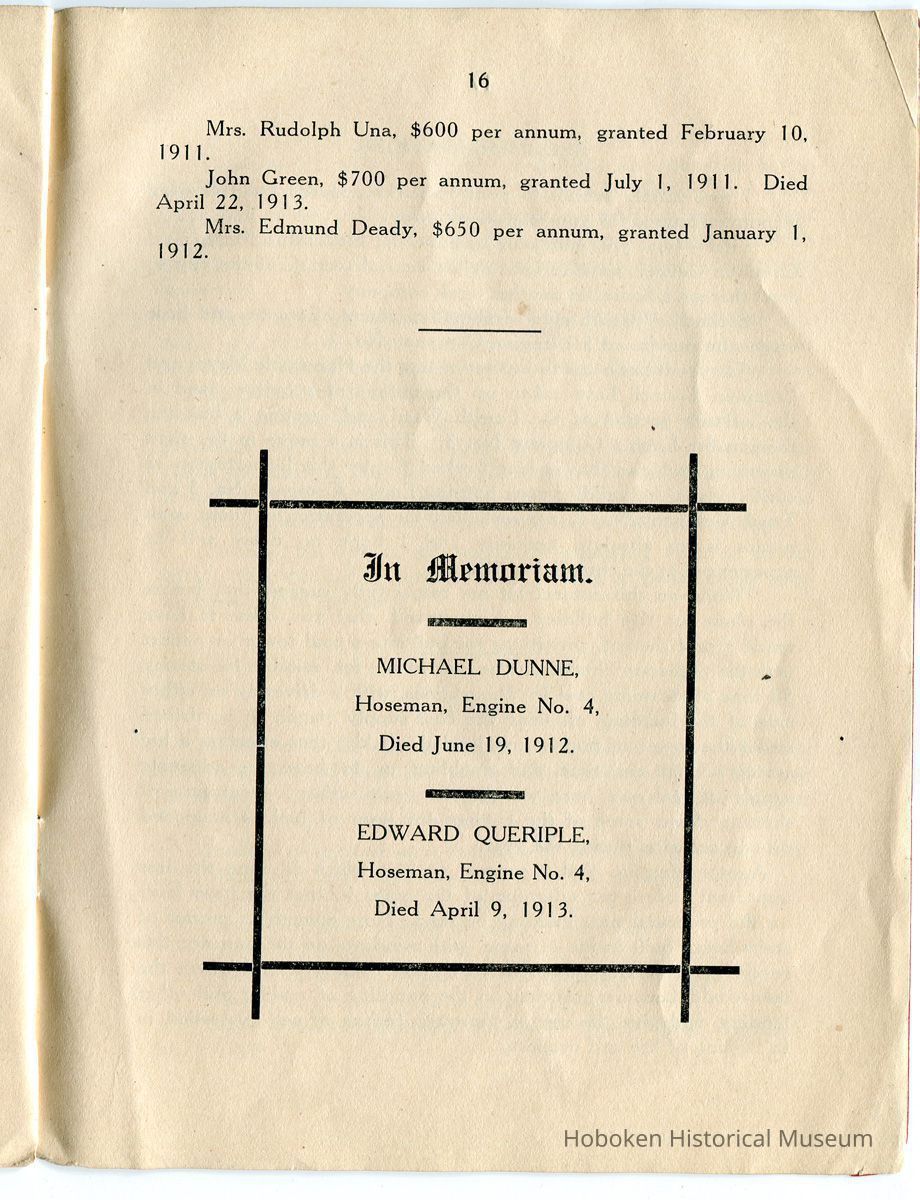 16
Mrs. Rudolph Una, $600 per annum, granted February 10,
1911.
John Green, $700 per annum, granted July 1, 1911. Died
April 22, 1913.
Mrs. Edmund Deady, $650 per annum, granted January 1,
1912.
In Memoriam.
MICHAEL DUNNE,
Hoseman, Engine No. 4,
Died June 19, 1912.
EDWARD QUERIPLE,
Hoseman, Engine No. 4,
Died April 9, 1913.
Hoboken Historical Museum